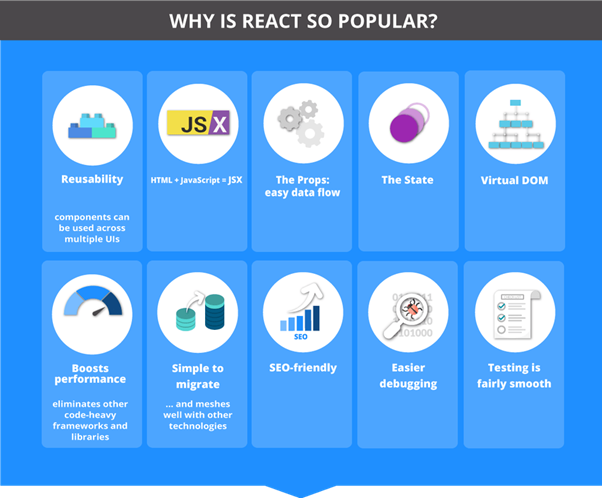 WHY IS REACT SO POPULAR?
JSX
Reusability
components can
be used across
multiple UIs
HTML + JavaScript = JSX
The Props:
easy data flow
The State
Virtual DOM
Boosts
performance
eliminates other
code-heavy
frameworks and
libraries
Simple to
migrate
... and meshes
well with other
technologies
SEO
SEO-friendly
Easier
debugging
Testing is
fairly smooth